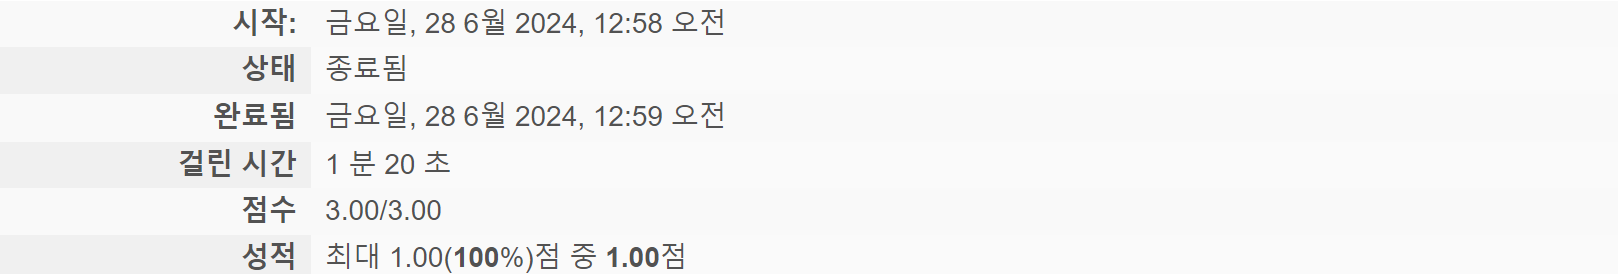 시작: 금요일, 28 6월 2024, 12:58 오전
상태 종료됨
완료됨 금요일, 28 6월 2024, 12:59 오전
걸린 시간 1 분 20 초
점수 3.00/3.00
성적 최대 1.00(100%)점 중 1.00점